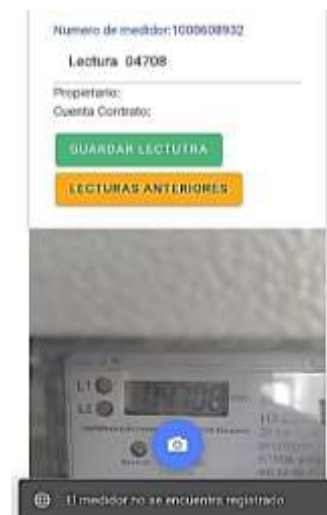 Numero de medidor:1000608932
Lectura 04708
Propietario:
Cuenta Contrato:
GUARDAR LECTUTRA
LECTURAS ANTERIORES
L1
L2
04708
El medidor no se encuentra registrado